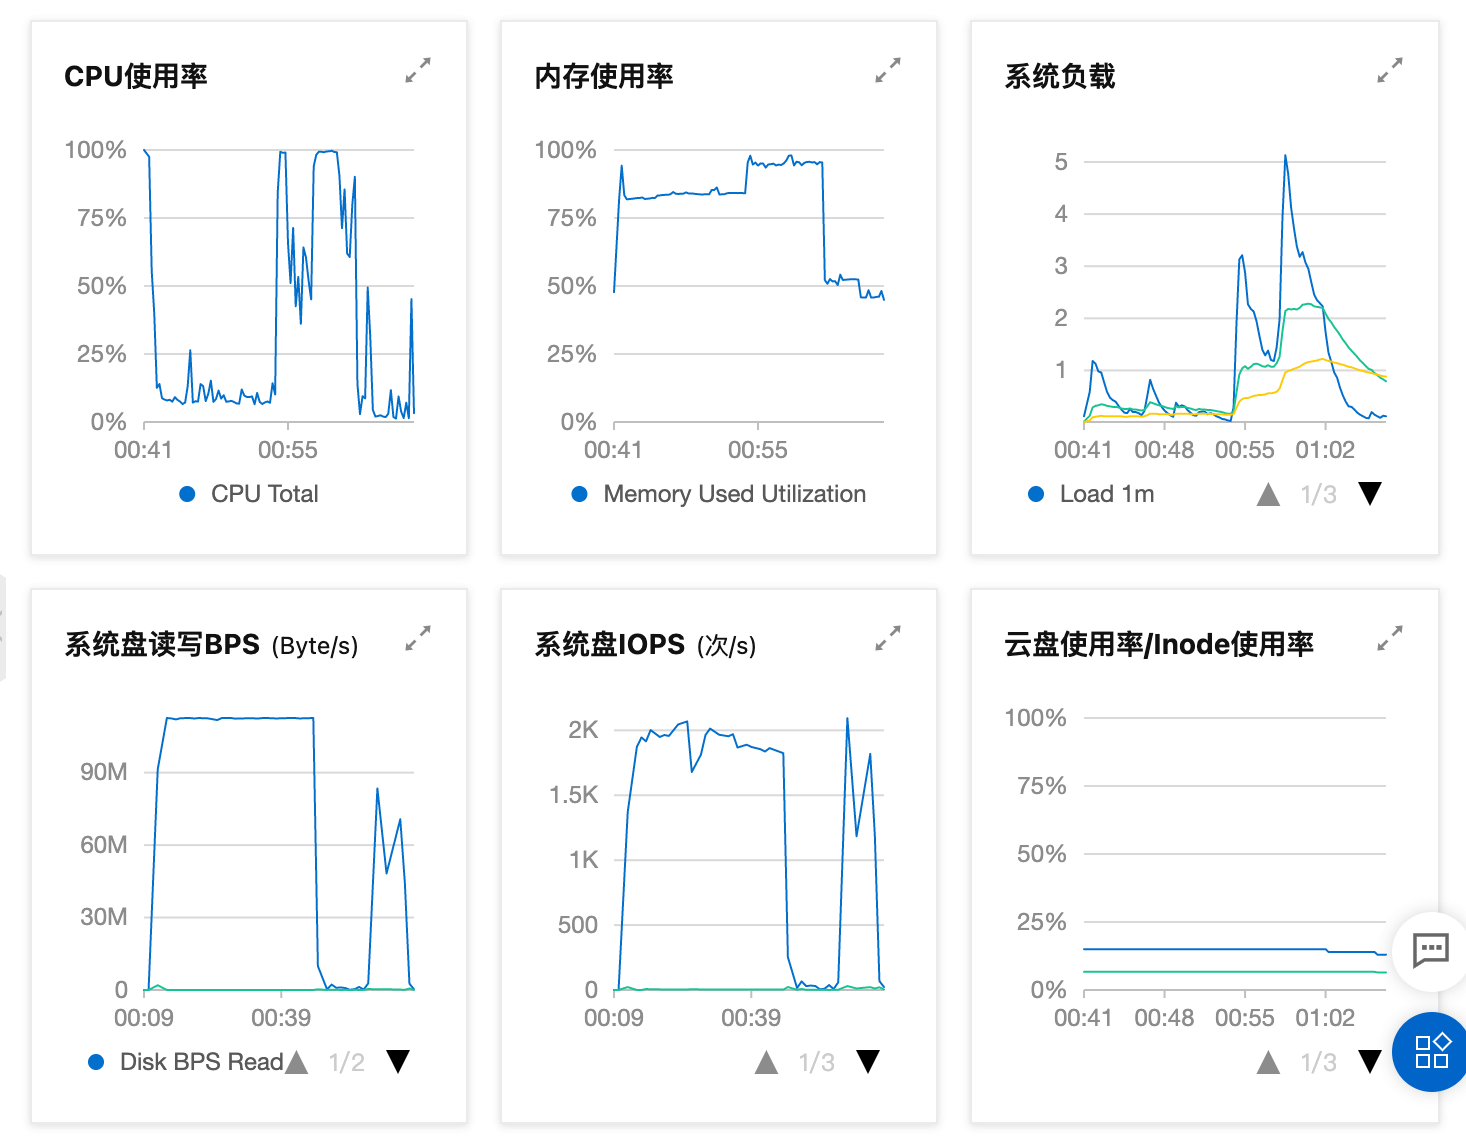 CPU使用率
100%
75%
50%
25%
0%
00:41 00:55
CPU Total
内存使用率
100%
75%
50%
25%
0%
00:41 00:55
Memory Used Utilization
系统负载
5
4
3
2
1
00:41 00:48 00:55 01:02
Load 1m 1/3
系统盘读写BPS (Byte/s)
90M
60M
30M
0
00:09 00:39
Disk BPS Read 1/2
系统盘IOPS (次/s)
2K
1.5K
1K
500
0
00:09 00:39
1/3
云盘使用率/Inode使用率
100%
75%
50%
25%
0%
00:41 00:48 00:55 01:02
1/3